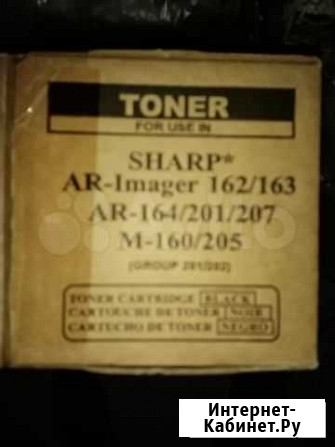 TONER
FOR USE IN
SHARP*
AR-Imager 162/163
AR-164/201/207
M-160/205
(GROUP 201/202)
TONER CARTRIDGE BLACK
CARTOUCHE DE TONER NOIR
CARTUCHO DE TONER NEGRO
Интернет-
Кабинет.Ру